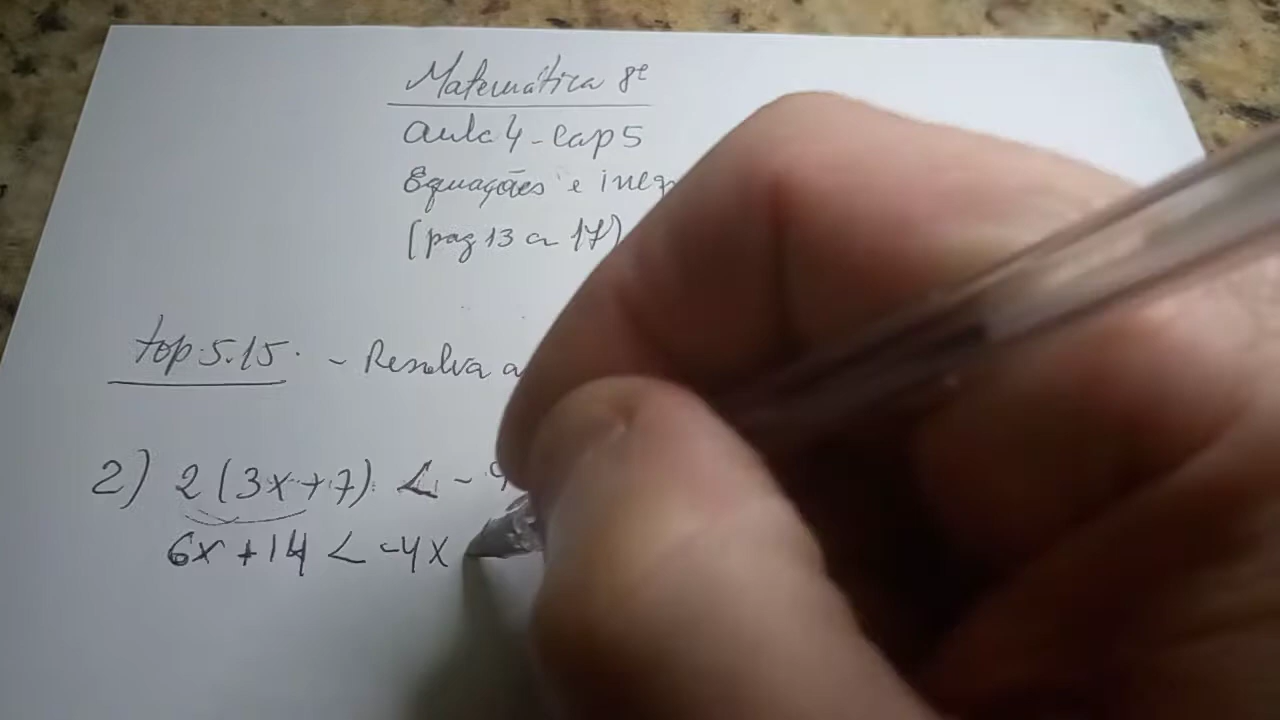 Matemática 8º
Aula 4 - Cap 5
Equações e ineq
(pag 13 a 17)
top 5.15. - Resolva a
2) 2(3x+7) < -
6x +14 < -4x